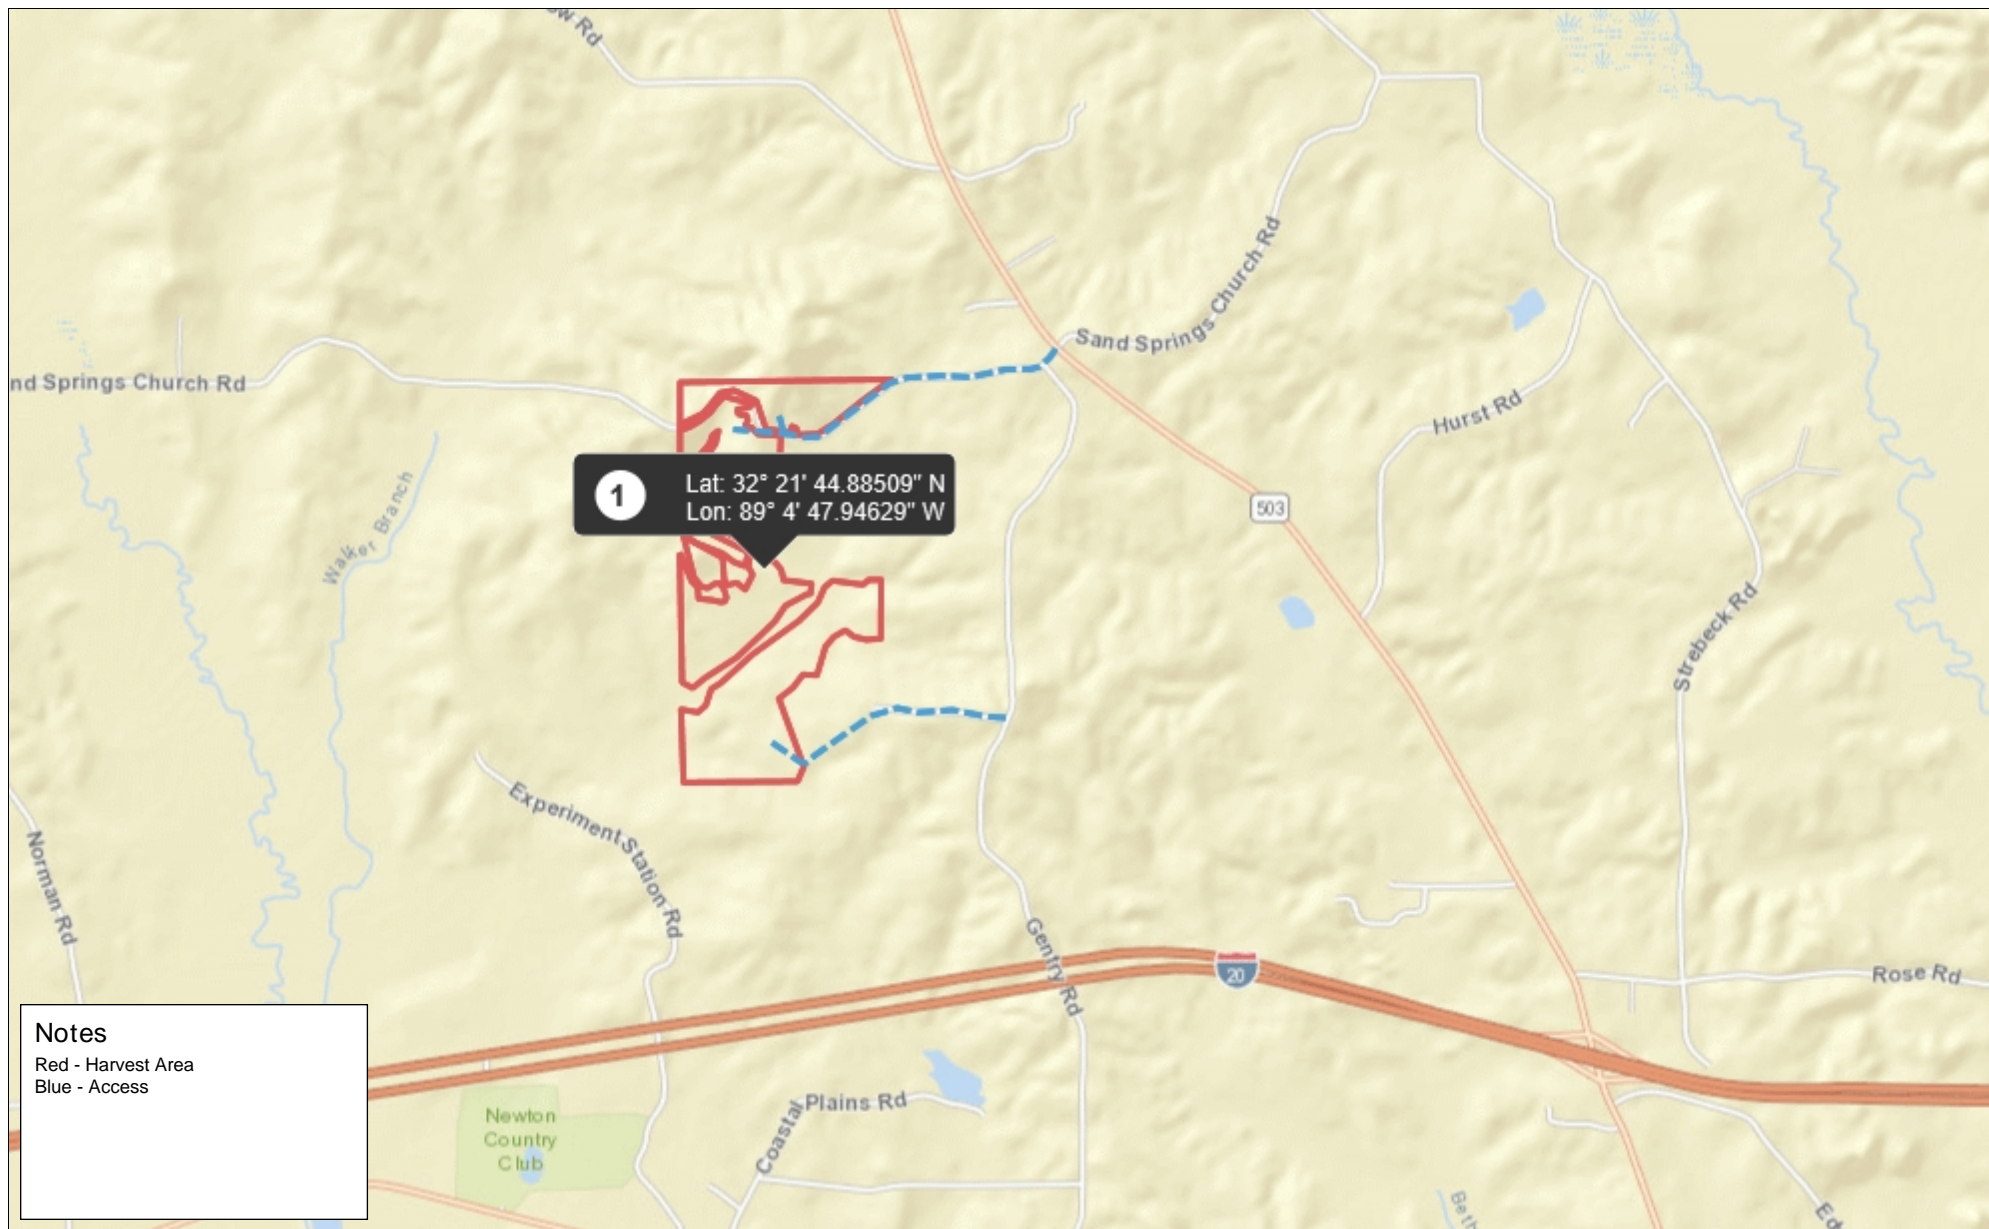 Rd
Sand Springs Church Rd
Springs Church Rd
Hurst Rd
Walker Branch
1
Lat: 32° 21' 44.88509" N
Lon: 89° 4' 47.94629" W
503
Strebeck Rd
Experiment Station Rd
Norman Rd
Gentry Rd
20
Rose Rd
Notes
Red - Harvest Area
Blue - Access
Newton
Country
Club
Coastal Plains Rd